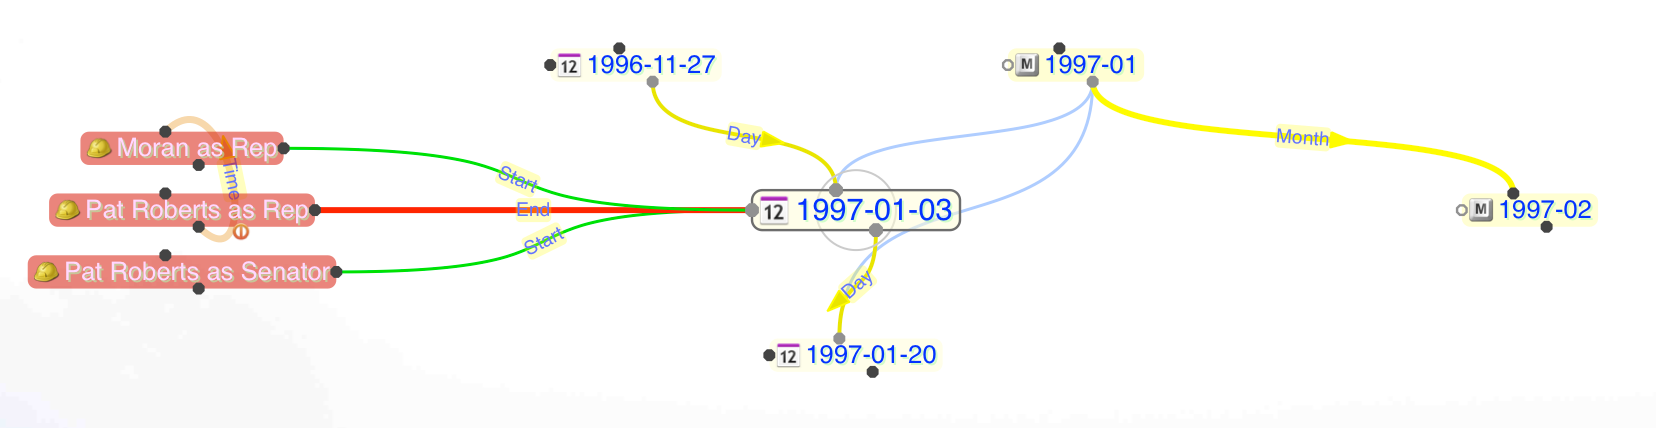 12 1996-11-27
M 1997-01
Day
Month
Moran as Rep
Time
Start
Pat Roberts as Rep
End
12 1997-01-03
M 1997-02
Start
Pat Roberts as Senator
Day
12 1997-01-20